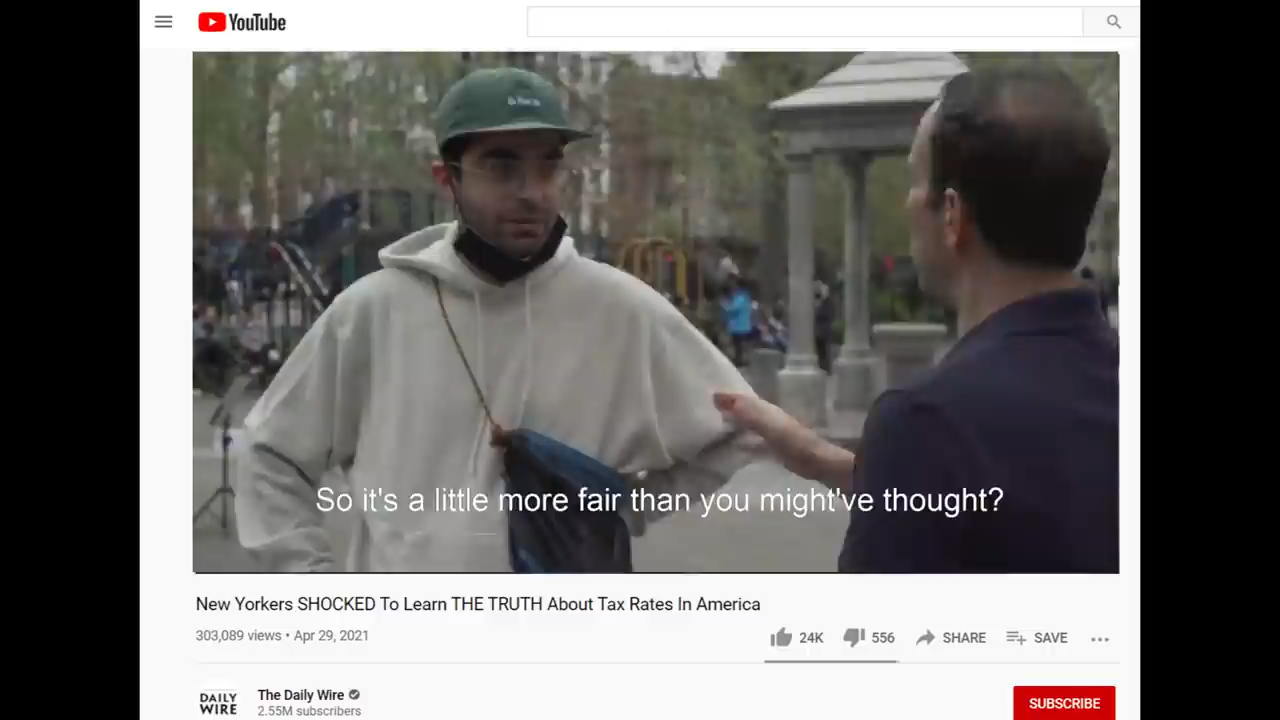 YouTube
So it's a little more fair than you might've thought?
New Yorkers SHOCKED To Learn THE TRUTH About Tax Rates In America
303,089 views • Apr 29, 2021
24K 556 SHARE SAVE
DAILY WIRE
The Daily Wire
2.55M subscribers
SUBSCRIBE